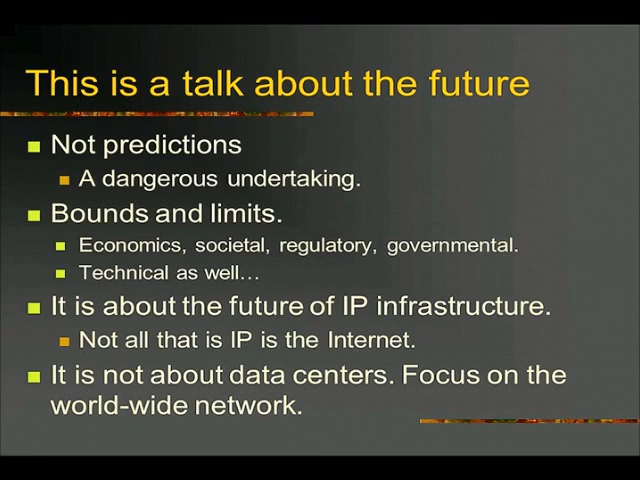 This is a talk about the future
Not predictions
A dangerous undertaking.
Bounds and limits.
Economics, societal, regulatory, governmental.
Technical as well…
It is about the future of IP infrastructure.
Not all that is IP is the Internet.
It is not about data centers. Focus on the
world-wide network.